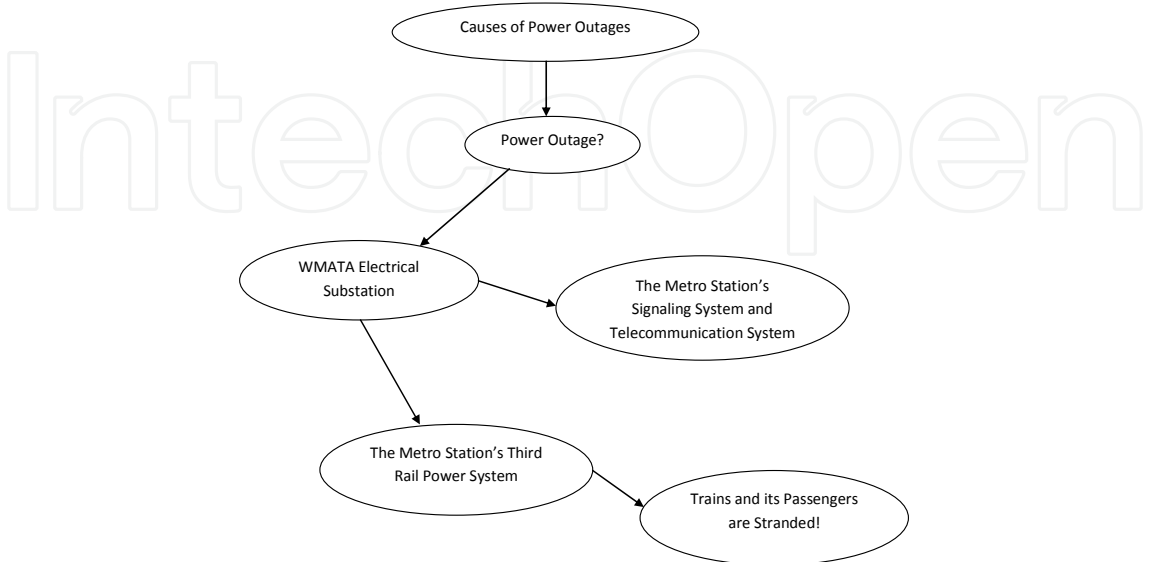 Causes of Power Outages
IntechOpen
Power Outage?
WMATA Electrical
Substation
The Metro Station’s
Signaling System and
Telecommunication System
The Metro Station’s Third
Rail Power System
Trains and its Passengers
are Stranded!